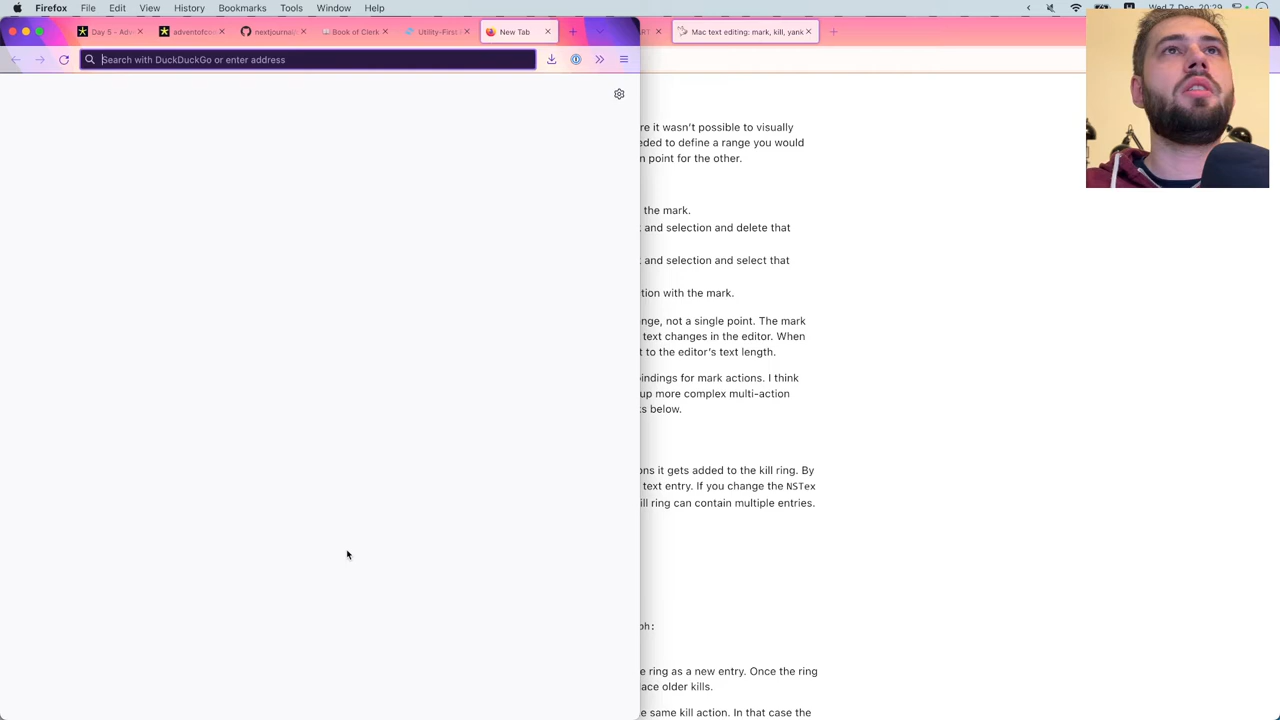 Firefox File Edit View History Bookmarks Tools Window Help
Wed 7. Dec 20:29
Day 5 - Adv
adventofco
nextjournal/
Book of Clerk
Utility-First
New Tab
Mac text editing: mark, kill, yank
Search with DuckDuckGo or enter address
re it wasn’t possible to visually
eded to define a range you would
n point for the other.
the mark.
and selection and delete that
and selection and select that
tion with the mark.
nge, not a single point. The mark
text changes in the editor. When
t to the editor’s text length.
bindings for mark actions. I think
up more complex multi-action
s below.
ons it gets added to the kill ring. By
text entry. If you change the NSTex
ill ring can contain multiple entries.
ph:
e ring as a new entry. Once the ring
ace older kills.
e same kill action. In that case the